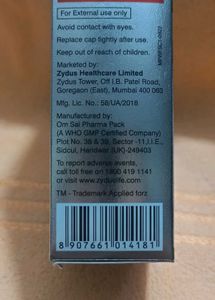 For External use only
Avoid contact with eyes.
Replace cap tightly after use.
Keep out of reach of children.
Marketed by:
Zydus Healthcare Limited
Zydus Tower, Off I.B. Patel Road,
Goregaon (East), Mumbai 400 063
Mfg. Lic. No.: 58/UA/2018
Manufactured by:
Om Sai Pharma Pack
(A WHO GMP Certified Company)
Plot No. 38 & 39, Sector -11,I.I.E.,
Sidcul, Haridwar (UK)-249403
To report adverse events,
call toll free on 1800 419 1141
or visit to www.zyduslife.com
TM - Trademark Applied for
8 907661 014181